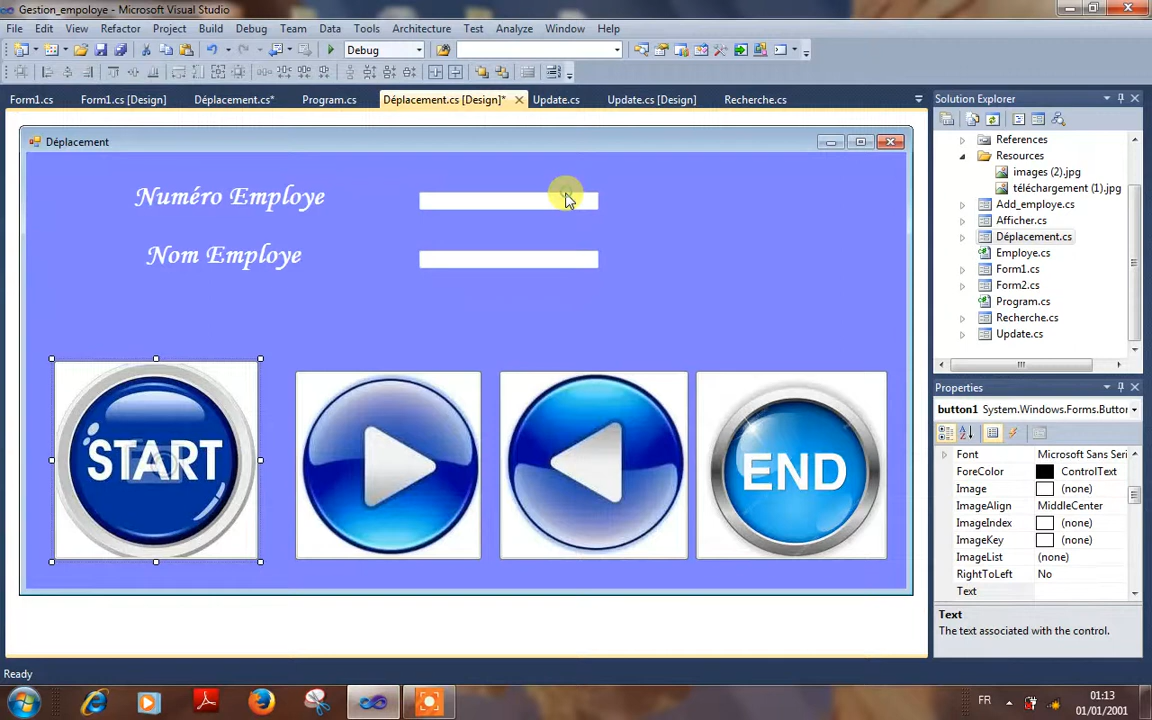 Gestion_employe - Microsoft Visual Studio
File Edit View Refactor Project Build Debug Team Data Tools Architecture Test Analyze Window Help
Debug
Form1.cs Form1.cs [Design] Déplacement.cs* Program.cs Déplacement.cs [Design]* Update.cs Update.cs [Design] Recherche.cs
Solution Explorer
Déplacement
References
Resources
images (2).jpg
téléchargement (1).jpg
Add_employe.cs
Afficher.cs
Déplacement.cs
Employe.cs
Form1.cs
Form2.cs
Program.cs
Recherche.cs
Update.cs
Numéro Employe
Nom Employe
START
END
Properties
button1 System.Windows.Forms.Buttor
Font Microsoft Sans Seri
ForeColor ControlText
Image (none)
ImageAlign MiddleCenter
ImageIndex (none)
ImageKey (none)
ImageList (none)
RightToLeft No
Text
Text
The text associated with the control.
Ready
FR
01:13
01/01/2001